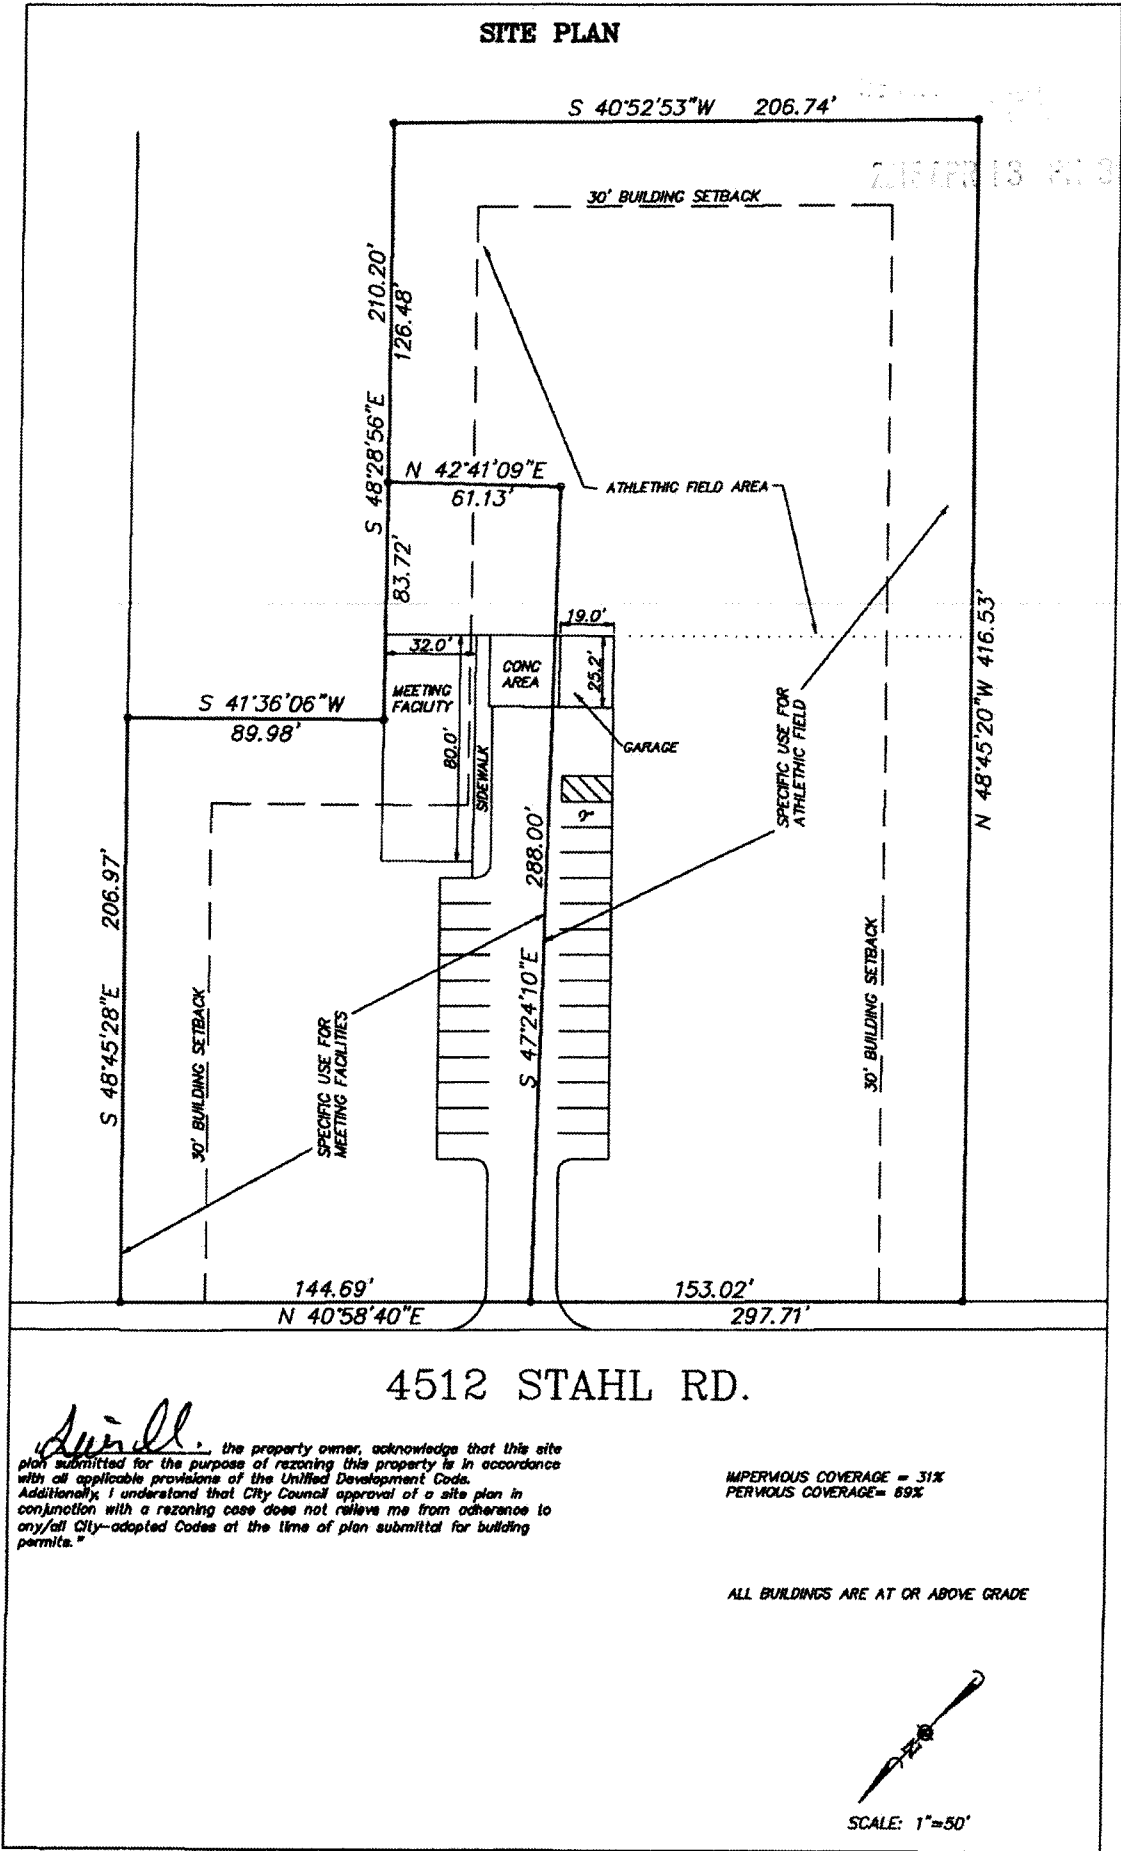 SITE PLAN
S 40°52'53"W 206.74'
30' BUILDING SETBACK
S 48°28'56"E 210.20'
126.48'
N 42°41'09"E
61.13'
ATHLETHIC FIELD AREA
83.72'
N 48°45'20"W 416.53'
19.0'
32.0'
CONC
AREA
25.2'
MEETING
FACILITY
S 41°36'06"W
89.98'
80.0'
SIDEWALK
GARAGE
SPECIFIC USE FOR
ATHLETHIC FIELD
S 48°45'28"E 206.97'
S 47°24'10"E 288.00'
30' BUILDING SETBACK
SPECIFIC USE FOR
MEETING FACILITIES
30' BUILDING SETBACK
144.69'
153.02'
N 40°58'40"E
297.71'
4512 STAHL RD.
the property owner, acknowledge that this site
plan submitted for the purpose of rezoning this property is in accordance
with all applicable provisions of the Unified Development Code.
Additionally, I understand that City Council approval of a site plan in
conjunction with a rezoning case does not relieve me from adherence to
any/all City-adopted Codes at the time of plan submittal for building
permits."
IMPERVIOUS COVERAGE = 31%
PERVIOUS COVERAGE= 69%
ALL BUILDINGS ARE AT OR ABOVE GRADE
N
SCALE: 1"=50'